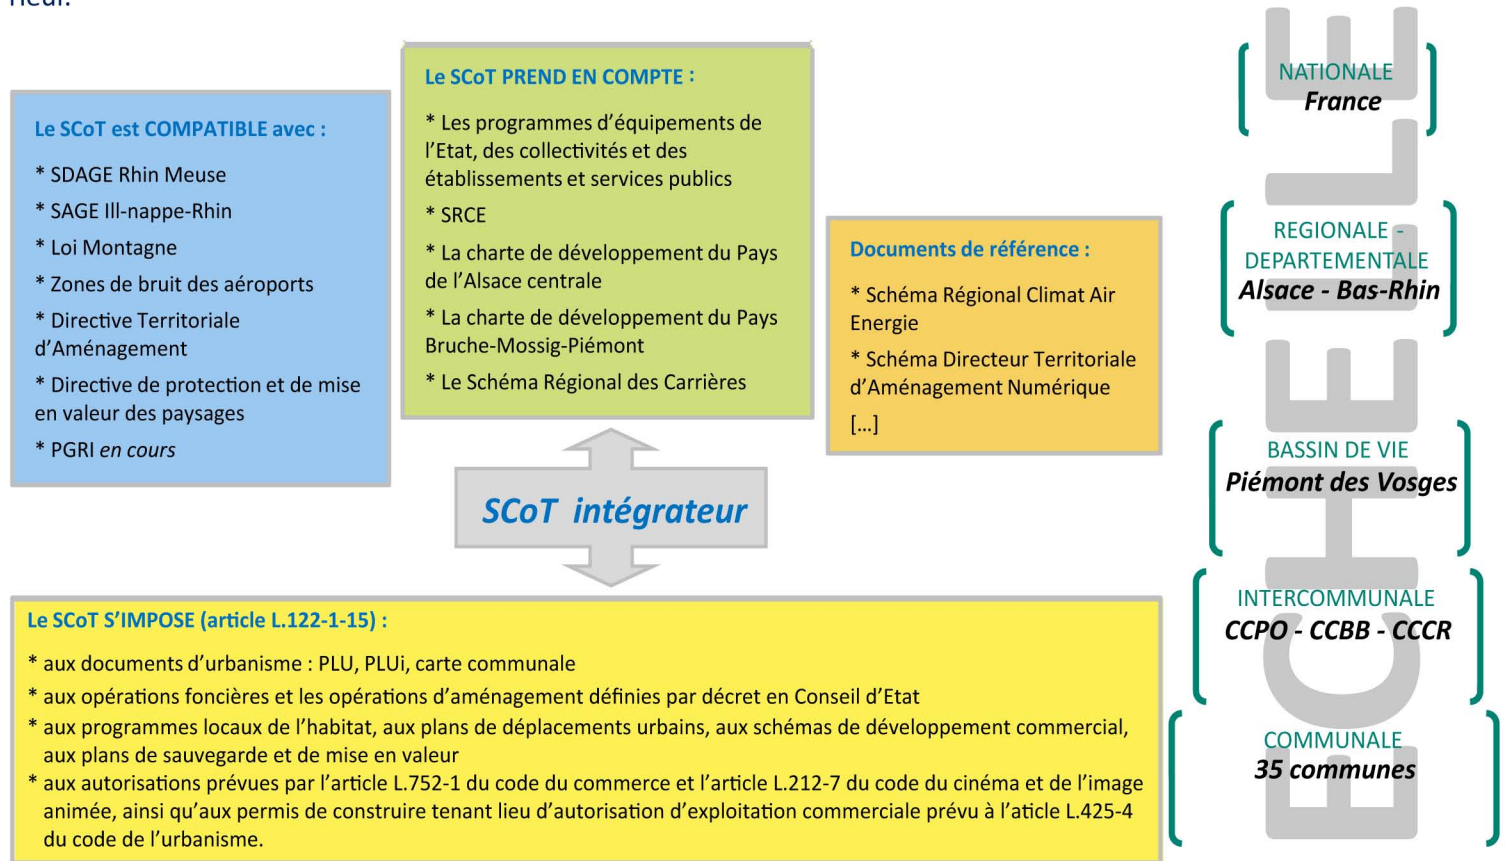 rieur.
Le SCoT est COMPATIBLE avec :
* SDAGE Rhin Meuse
* SAGE Ill-nappe-Rhin
* Loi Montagne
* Zones de bruit des aéroports
* Directive Territoriale
d’Aménagement
* Directive de protection et de mise
en valeur des paysages
* PGRI en cours
Le SCoT PREND EN COMPTE :
* Les programmes d’équipements de
l’Etat, des collectivités et des
établissements et services publics
* SRCE
* La charte de développement du Pays
de l’Alsace centrale
* La charte de développement du Pays
Bruche-Mossig-Piémont
* Le Schéma Régional des Carrières
Documents de référence :
* Schéma Régional Climat Air
Energie
* Schéma Directeur Territoriale
d’Aménagement Numérique
[...]
SCoT intégrateur
Le SCoT S’IMPOSE (article L.122-1-15) :
* aux documents d’urbanisme : PLU, PLUi, carte communale
* aux opérations foncières et les opérations d’aménagement définies par décret en Conseil d’Etat
* aux programmes locaux de l’habitat, aux plans de déplacements urbains, aux schémas de développement commercial,
aux plans de sauvegarde et de mise en valeur
* aux autorisations prévues par l’article L.752-1 du code du commerce et l’article L.212-7 du code du cinéma et de l’image
animée, ainsi qu’aux permis de construire tenant lieu d’autorisation d’exploitation commerciale prévu à l’aticle L.425-4
du code de l’urbanisme.
ECHELLE
NATIONALE
France
REGIONALE -
DEPARTEMENTALE
Alsace - Bas-Rhin
BASSIN DE VIE
Piémont des Vosges
INTERCOMMUNALE
CCPO - CCBB - CCCR
COMMUNALE
35 communes